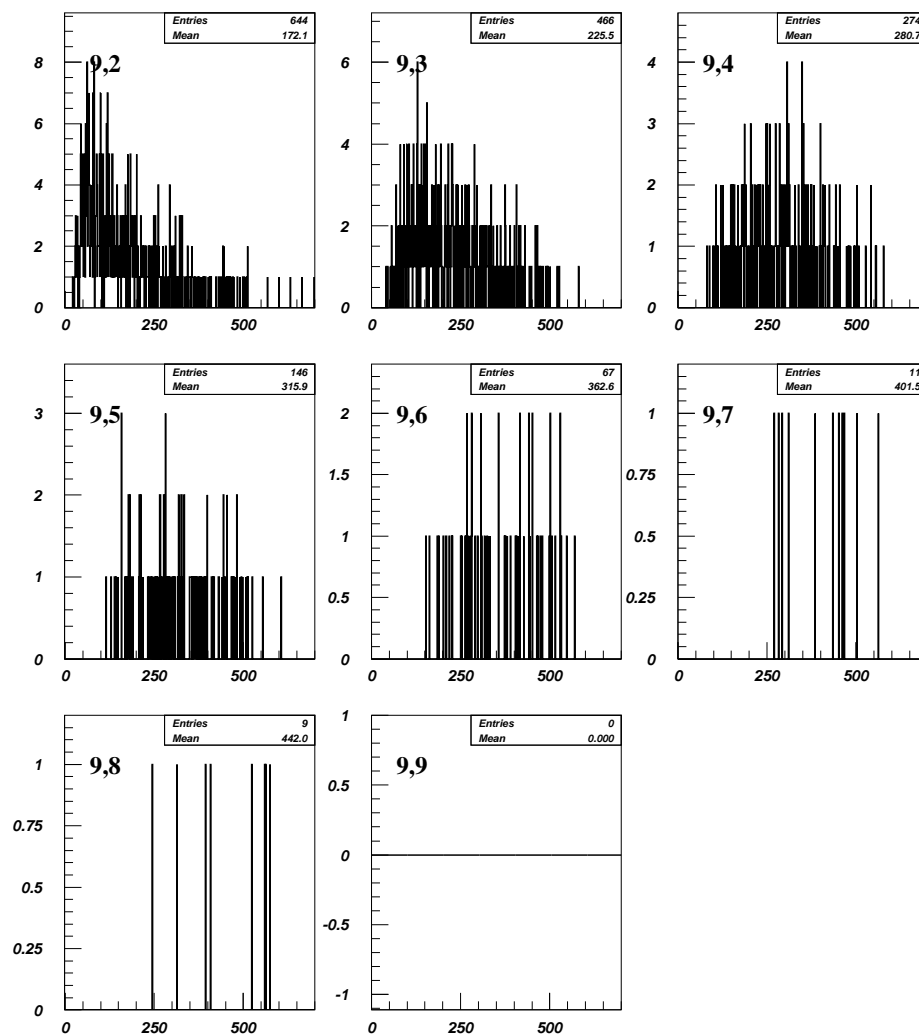 Entries 644
Mean 172.1
9,2
8
6
4
2
0
0 250 500
Entries 466
Mean 225.5
9,3
6
4
2
0
0 250 500
Entries 274
Mean 280.7
9,4
4
3
2
1
0
0 250 500
Entries 146
Mean 315.9
9,5
3
2
1
0
0 250 500
Entries 67
Mean 362.6
9,6
2
1.5
1
0.5
0
0 250 500
Entries 11
Mean 401.5
9,7
1
0.75
0.5
0.25
0
0 250 500
Entries 9
Mean 442.0
9,8
1
0.75
0.5
0.25
0
0 250 500
Entries 0
Mean 0.000
9,9
1
0.5
0
-0.5
-1
0 250 500